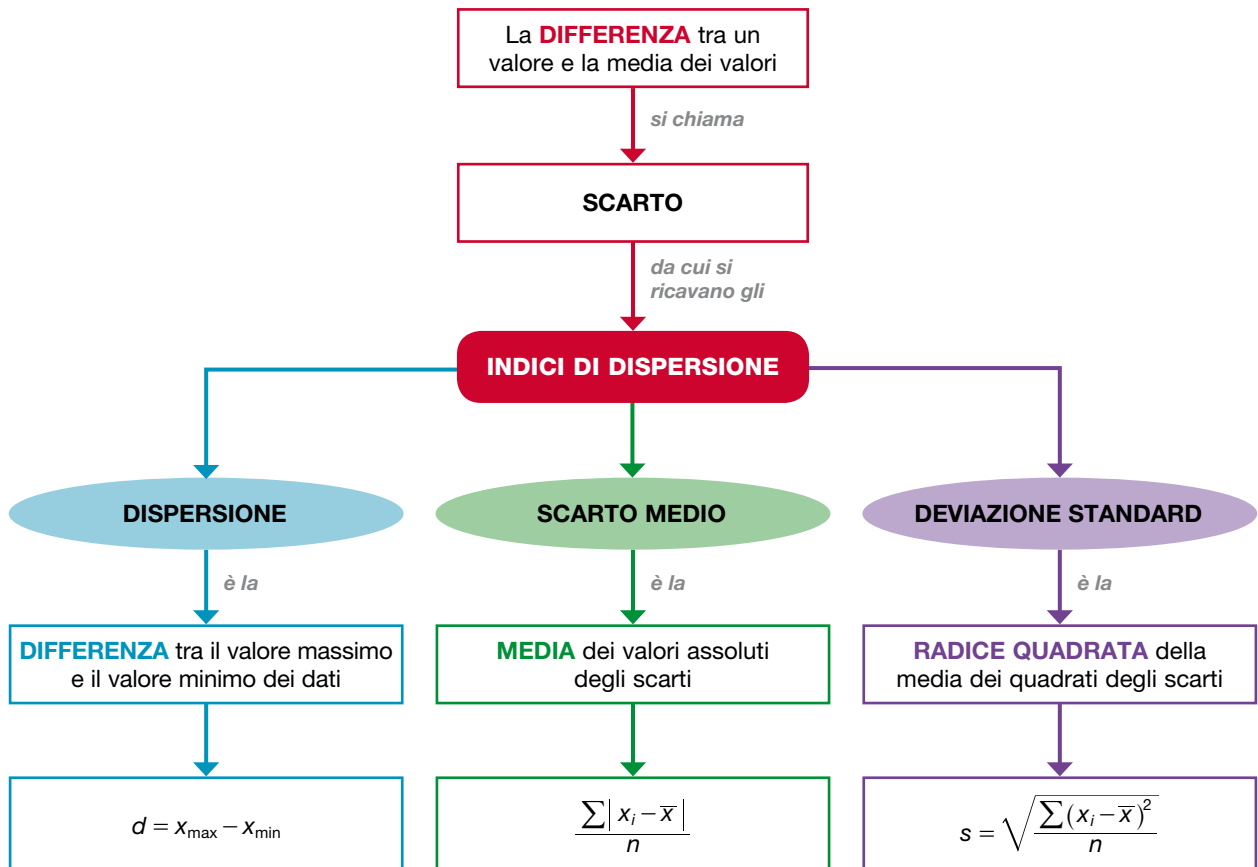 La DIFFERENZA tra un
valore e la media dei valori
si chiama
SCARTO
da cui si
ricavano gli
INDICI DI DISPERSIONE
DISPERSIONE
è la
DIFFERENZA tra il valore massimo
e il valore minimo dei dati
d = x_max − x_min
SCARTO MEDIO
è la
MEDIA dei valori assoluti
degli scarti
∑| x_i − x̄ |
n
DEVIAZIONE STANDARD
è la
RADICE QUADRATA della
media dei quadrati degli scarti
s = √(∑(x_i − x̄)² / n)